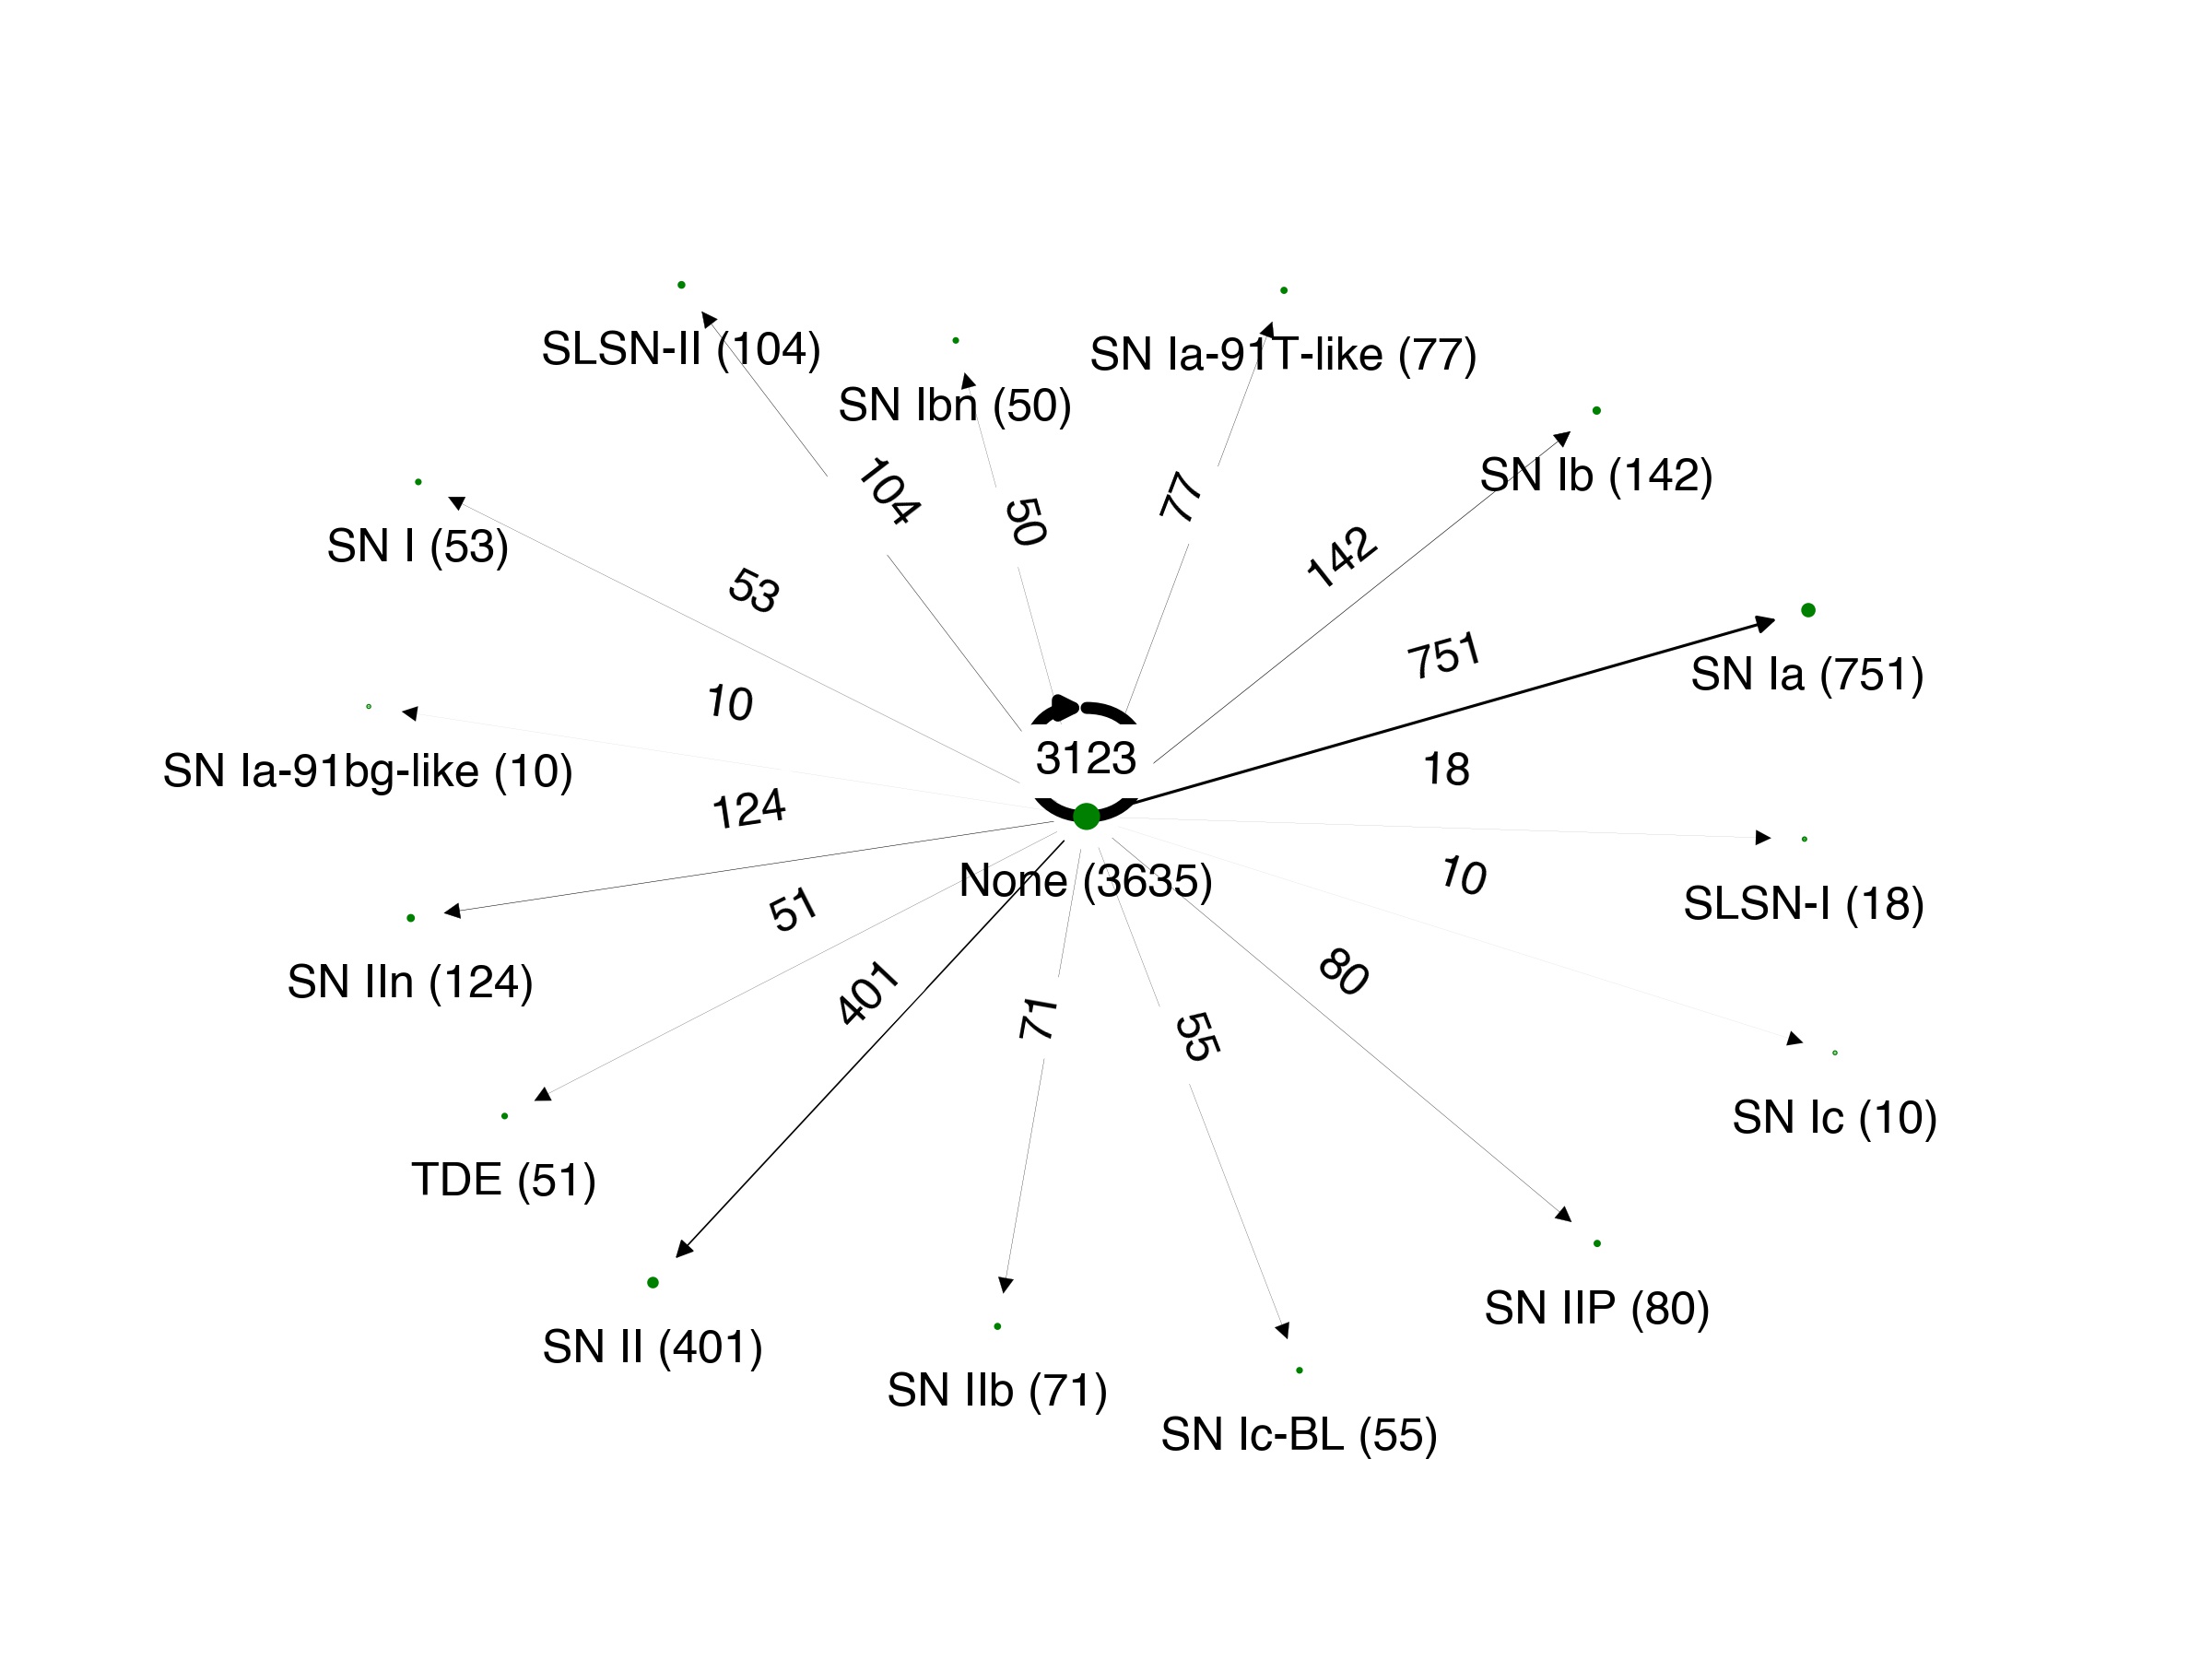 SLSN-II (104)
SN Ia-91T-like (77)
SN Ibn (50)
SN Ib (142)
104
50
77
SN I (53)
142
53
751
SN Ia (751)
10
3123
18
SN Ia-91bg-like (10)
124
None (3635)
10
SLSN-I (18)
51
SN IIn (124)
401
80
71
55
SN Ic (10)
TDE (51)
SN IIP (80)
SN II (401)
SN IIb (71)
SN Ic-BL (55)